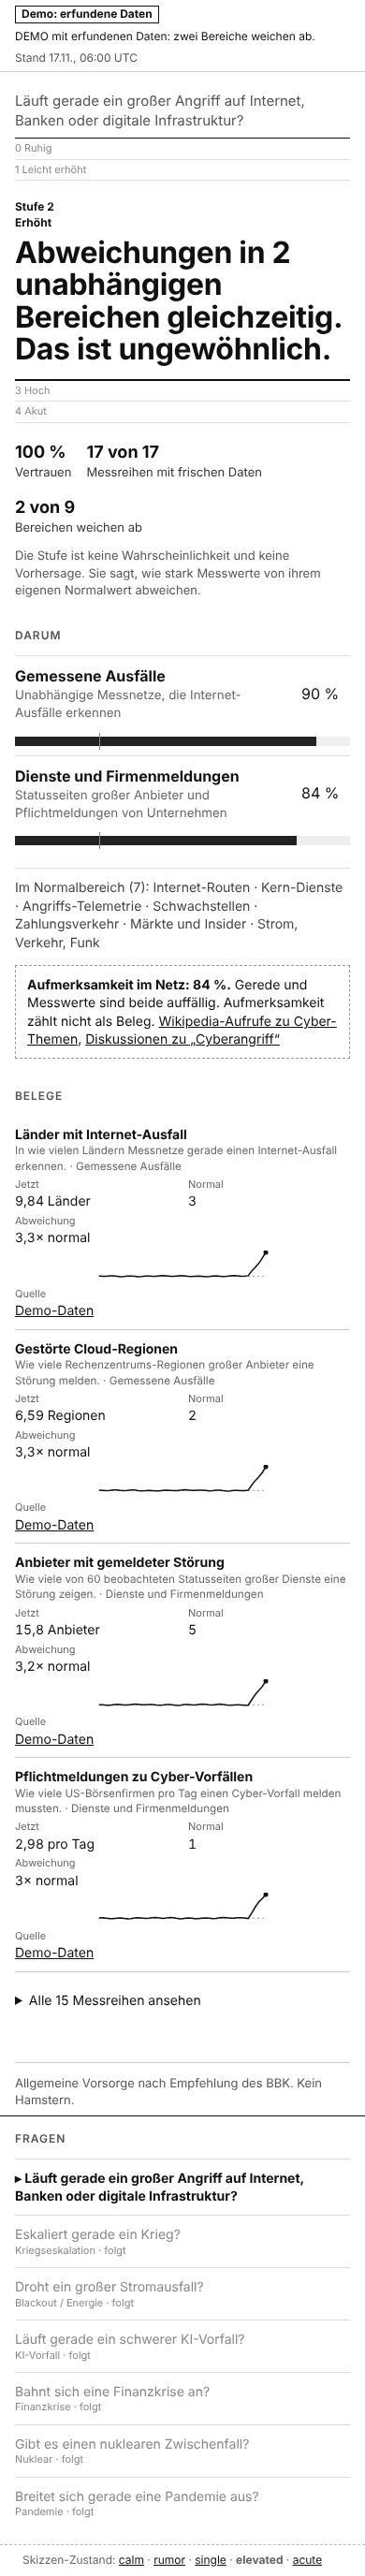 Demo: erfundene Daten
DEMO mit erfundenen Daten: zwei Bereiche weichen ab.
Stand 17.11., 06:00 UTC
Läuft gerade ein großer Angriff auf Internet,
Banken oder digitale Infrastruktur?
0 Ruhig
1 Leicht erhöht
Stufe 2
Erhöht
Abweichungen in 2
unabhängigen
Bereichen gleichzeitig.
Das ist ungewöhnlich.
3 Hoch
4 Akut
100 % 17 von 17
Vertrauen Messreihen mit frischen Daten
2 von 9
Bereichen weichen ab
Die Stufe ist keine Wahrscheinlichkeit und keine
Vorhersage. Sie sagt, wie stark Messwerte von ihrem
eigenen Normalwert abweichen.
DARUM
Gemessene Ausfälle
Unabhängige Messnetze, die Internet-
Ausfälle erkennen
90 %
Dienste und Firmenmeldungen
Statusseiten großer Anbieter und
Pflichtmeldungen von Unternehmen
84 %
Im Normalbereich (7): Internet-Routen · Kern-Dienste
· Angriffs-Telemetrie · Schwachstellen ·
Zahlungsverkehr · Märkte und Insider · Strom,
Verkehr, Funk
Aufmerksamkeit im Netz: 84 %. Gerede und
Messwerte sind beide auffällig. Aufmerksamkeit
zählt nicht als Beleg. Wikipedia-Aufrufe zu Cyber-
Themen, Diskussionen zu „Cyberangriff“
BELEGE
Länder mit Internet-Ausfall
In wie vielen Ländern Messnetze gerade einen Internet-Ausfall
erkennen. · Gemessene Ausfälle
Jetzt Normal
9,84 Länder 3
Abweichung
3,3× normal
Quelle
Demo-Daten
Gestörte Cloud-Regionen
Wie viele Rechenzentrums-Regionen großer Anbieter eine
Störung melden. · Gemessene Ausfälle
Jetzt Normal
6,59 Regionen 2
Abweichung
3,3× normal
Quelle
Demo-Daten
Anbieter mit gemeldeter Störung
Wie viele von 60 beobachteten Statusseiten großer Dienste eine
Störung zeigen. · Dienste und Firmenmeldungen
Jetzt Normal
15,8 Anbieter 5
Abweichung
3,2× normal
Quelle
Demo-Daten
Pflichtmeldungen zu Cyber-Vorfällen
Wie viele US-Börsenfirmen pro Tag einen Cyber-Vorfall melden
mussten. · Dienste und Firmenmeldungen
Jetzt Normal
2,98 pro Tag 1
Abweichung
3× normal
Quelle
Demo-Daten
▶ Alle 15 Messreihen ansehen
Allgemeine Vorsorge nach Empfehlung des BBK. Kein
Hamstern.
FRAGEN
▸ Läuft gerade ein großer Angriff auf Internet,
Banken oder digitale Infrastruktur?
Eskaliert gerade ein Krieg?
Kriegseskalation · folgt
Droht ein großer Stromausfall?
Blackout / Energie · folgt
Läuft gerade ein schwerer KI-Vorfall?
KI-Vorfall · folgt
Bahnt sich eine Finanzkrise an?
Finanzkrise · folgt
Gibt es einen nuklearen Zwischenfall?
Nuklear · folgt
Breitet sich gerade eine Pandemie aus?
Pandemie · folgt
Skizzen-Zustand: calm · rumor · single · elevated · acute